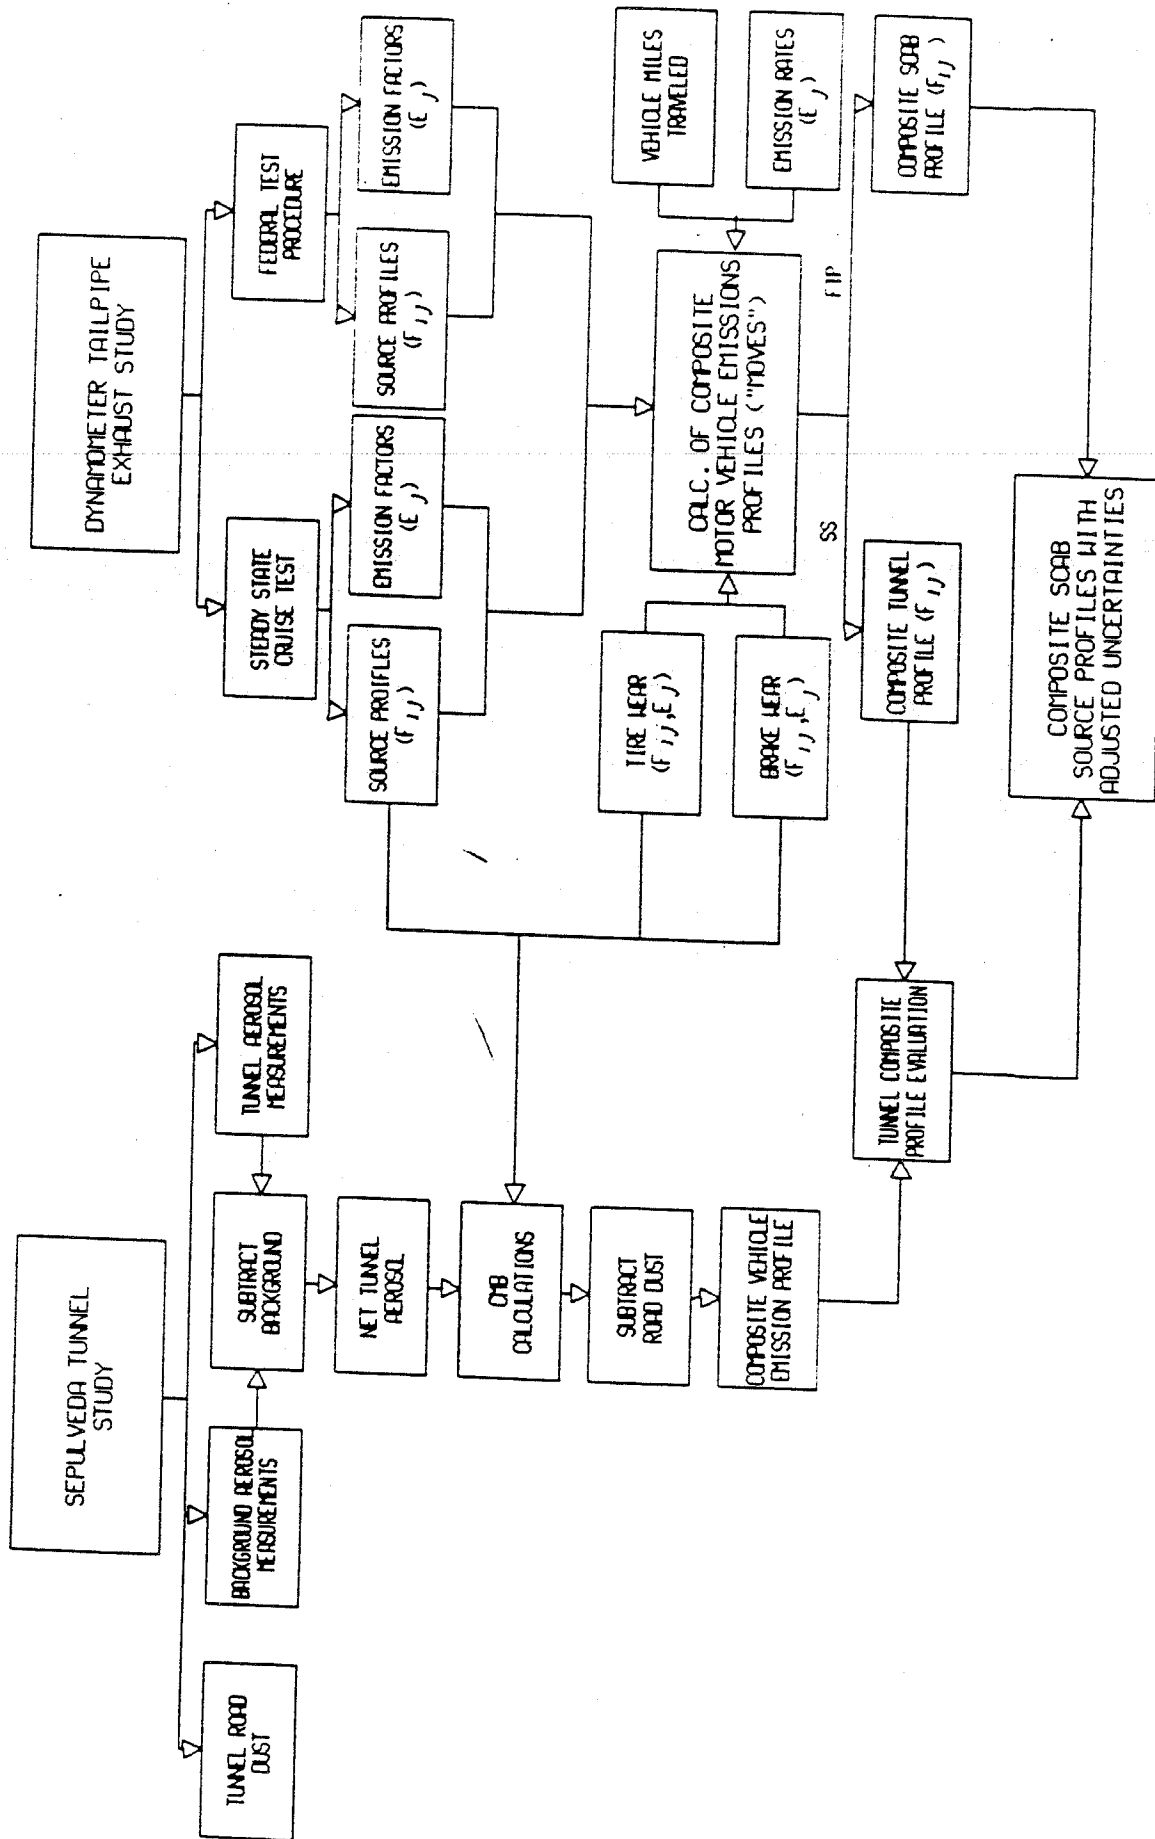 SEPULVEDA TUNNEL
STUDY
DYNAMOMETER TAILPIPE
EXHAUST STUDY
TUNNEL ROAD
DUST
BACKGROUND AEROSOL
MEASUREMENTS
SUBTRACT
BACKGROUND
TUNNEL AEROSOL
MEASUREMENTS
STEADY STATE
CRUISE TEST
FEDERAL TEST
PROCEDURE
NET TUNNEL
AEROSOL
SOURCE PROIFLES
(F i,j)
EMISSION FACTORS
(E j)
SOURCE PROFILES
(F i,j)
EMISSION FACTORS
(E j)
CMB
CALCULATIONS
SUBTRACT
ROAD DUST
COMPOSITE VEHICLE
EMISSION PROFILE
TIRE WEAR
(F i,j,E j)
BRAKE WEAR
(F i,j,E j)
CALC. OF COMPOSITE
MOTOR VEHICLE EMISSIONS
PROFILES ("MOVES")
VEHICLE MILES
TRAVELED
EMISSION RATES
(E j)
SS
FTP
TUNNEL COMPOSITE
PROFILE EVALUATION
COMPOSITE TUNNEL
PROFILE (F i,j)
COMPOSITE SCAB
PROFILE (F i,j)
COMPOSITE SCAB
SOURCE PROFILES WITH
ADJUSTED UNCERTAINTIES